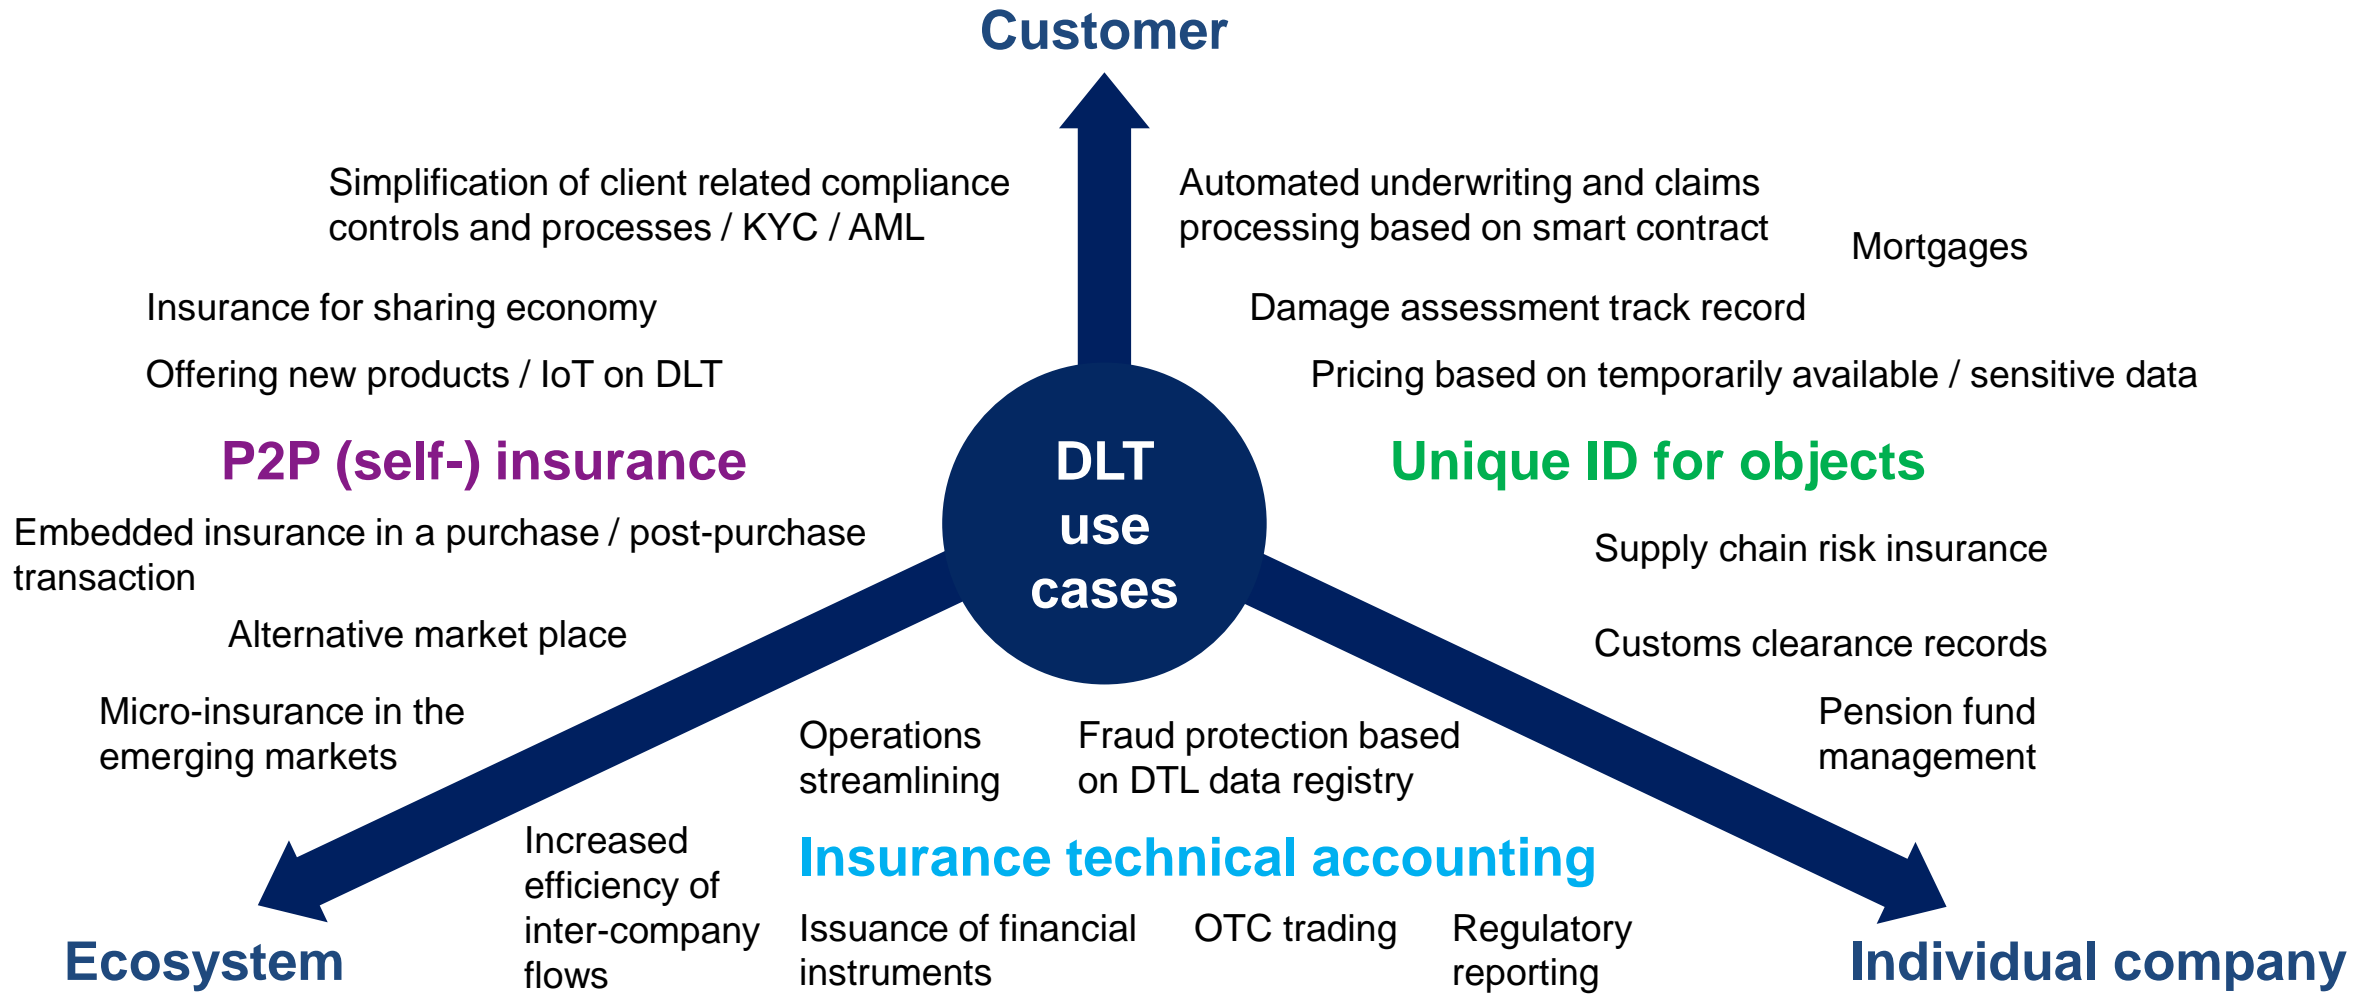 Customer
Simplification of client related compliance
controls and processes / KYC / AML
Automated underwriting and claims
processing based on smart contract
Mortgages
Insurance for sharing economy
Damage assessment track record
Offering new products / IoT on DLT
Pricing based on temporarily available / sensitive data
P2P (self-) insurance
DLT
use
cases
Unique ID for objects
Embedded insurance in a purchase / post-purchase
transaction
Supply chain risk insurance
Alternative market place
Customs clearance records
Micro-insurance in the
emerging markets
Operations
streamlining
Fraud protection based
on DTL data registry
Pension fund
management
Increased
efficiency of
inter-company
flows
Insurance technical accounting
Issuance of financial
instruments
OTC trading
Regulatory
reporting
Ecosystem
Individual company